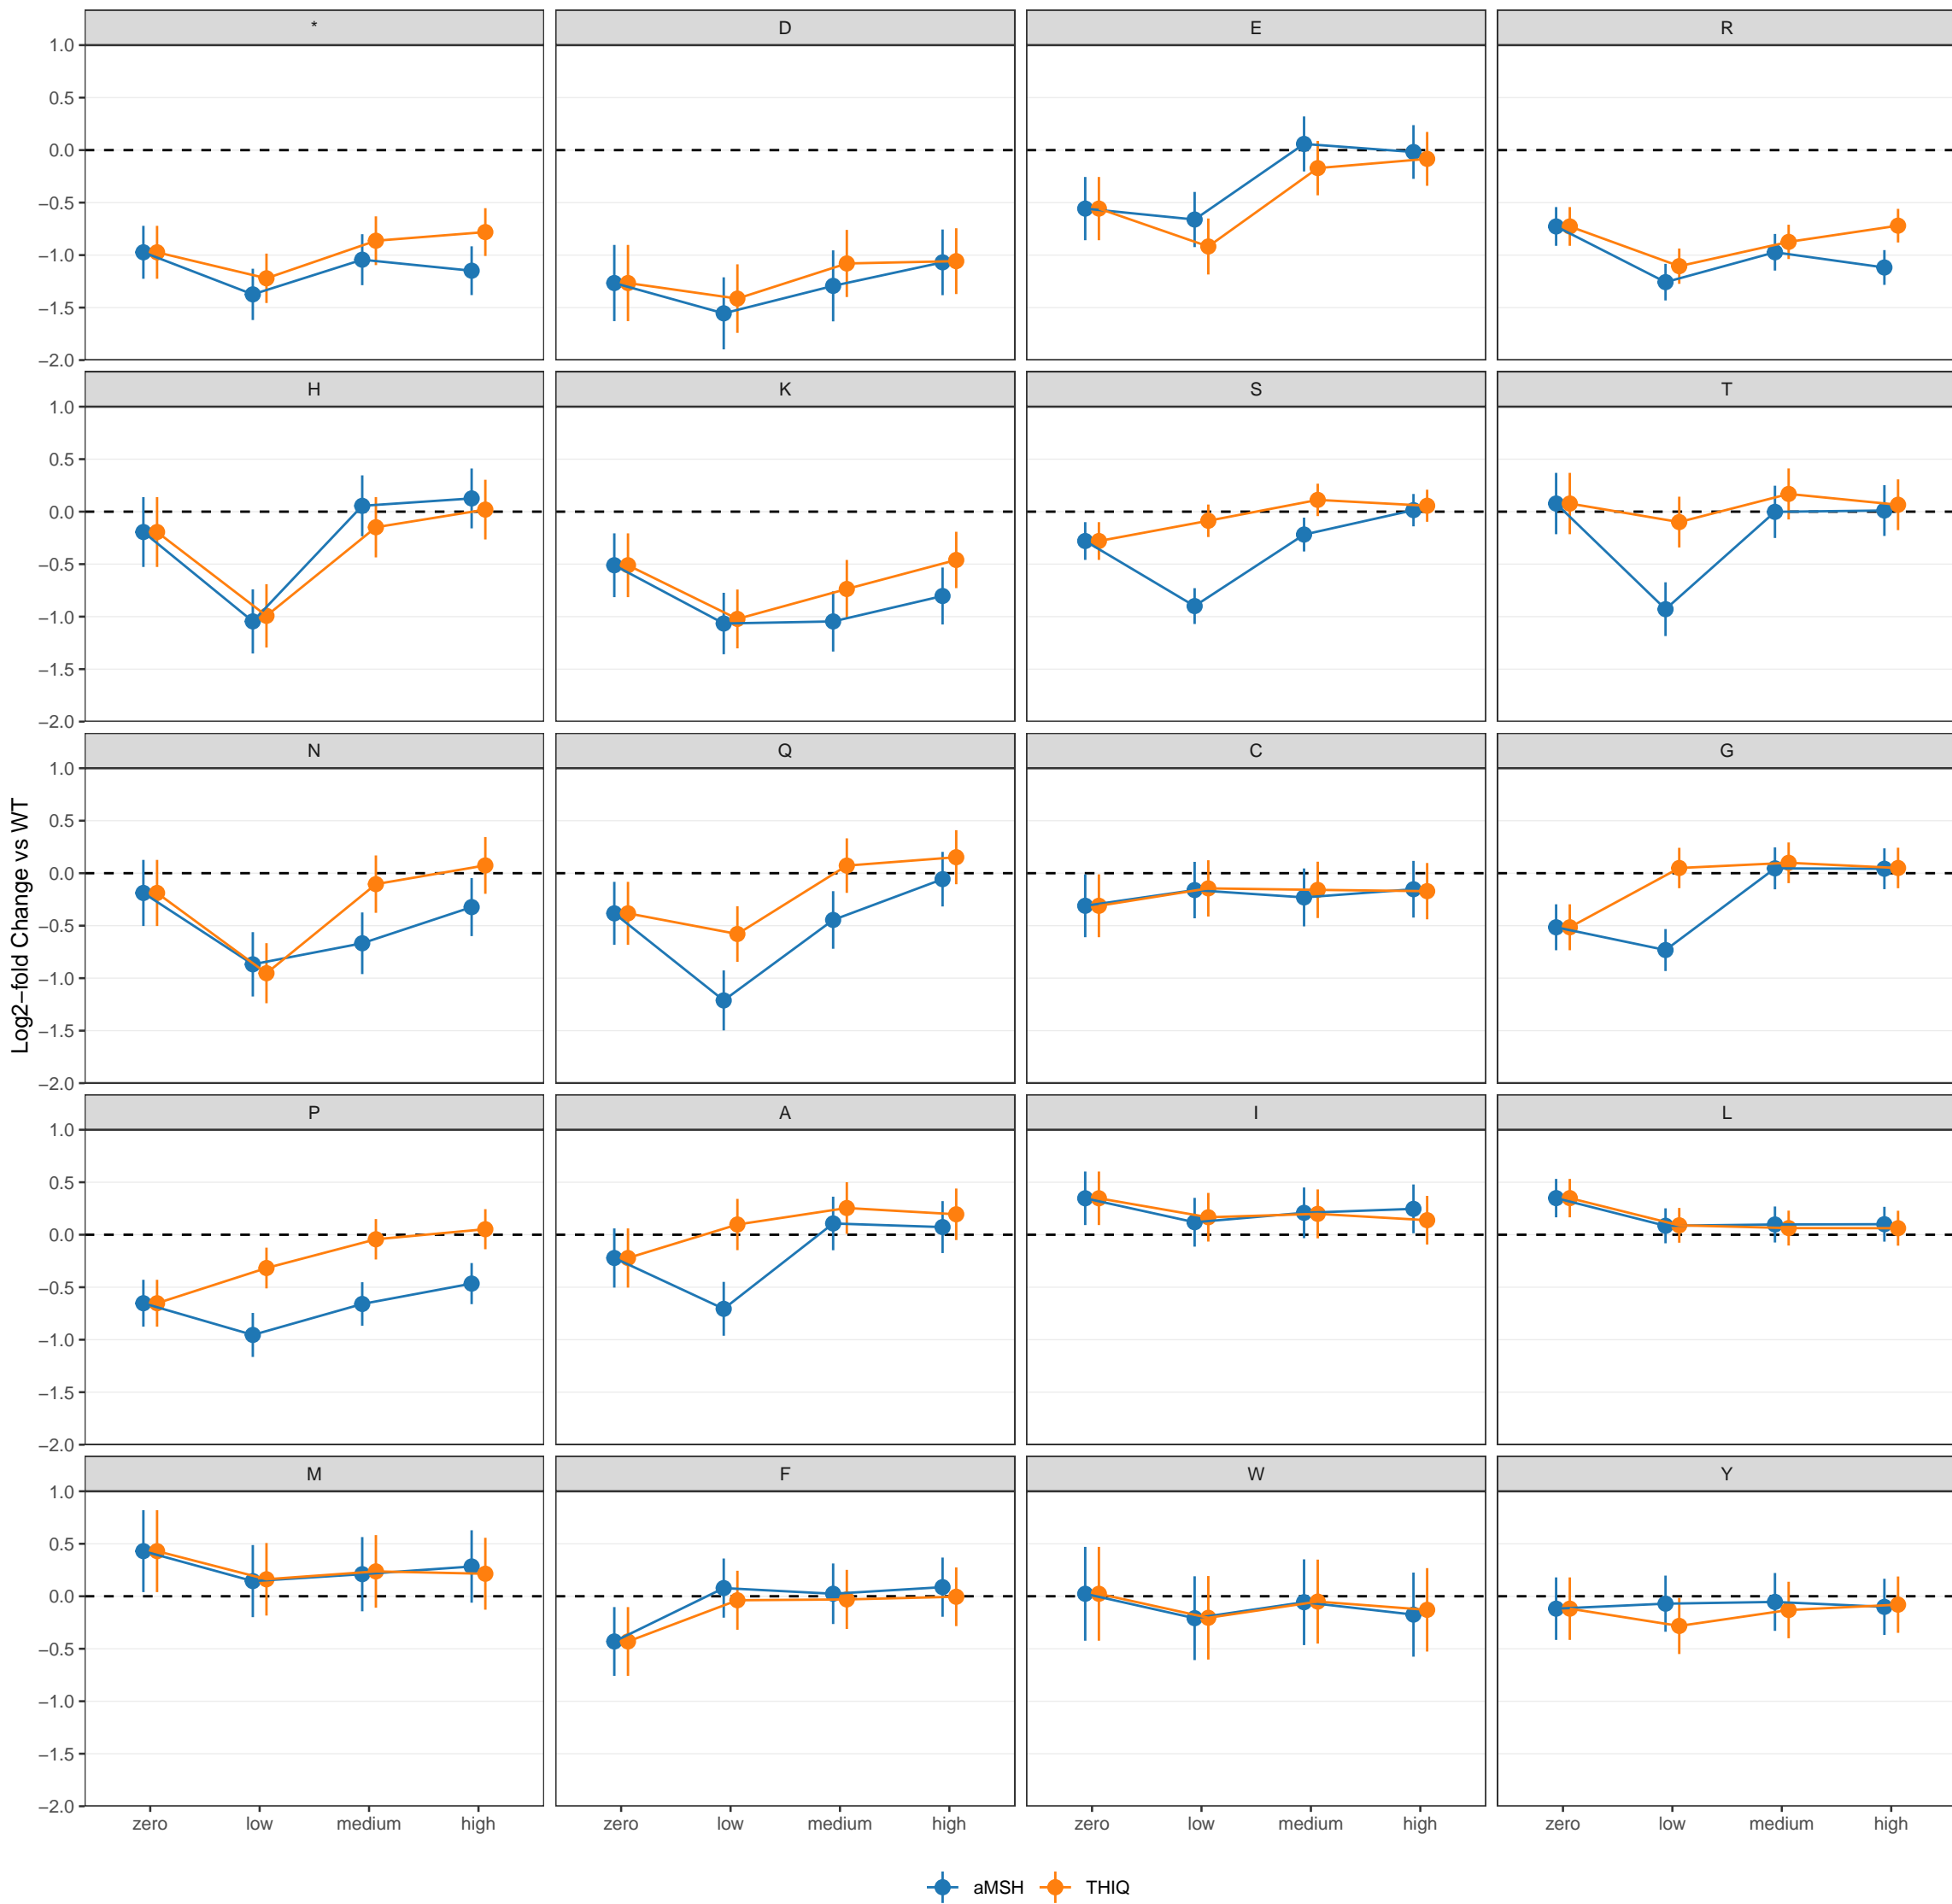 *
D
E
R
1.0
0.5
0.0
−0.5
−1.0
−1.5
−2.0
H
K
S
T
1.0
0.5
0.0
−0.5
−1.0
−1.5
−2.0
N
Q
C
G
1.0
0.5
0.0
−0.5
−1.0
−1.5
−2.0
Log2−fold Change vs WT
P
A
I
L
1.0
0.5
0.0
−0.5
−1.0
−1.5
−2.0
M
F
W
Y
1.0
0.5
0.0
−0.5
−1.0
−1.5
−2.0
zero low medium high zero low medium high zero low medium high zero low medium high
aMSH THIQ